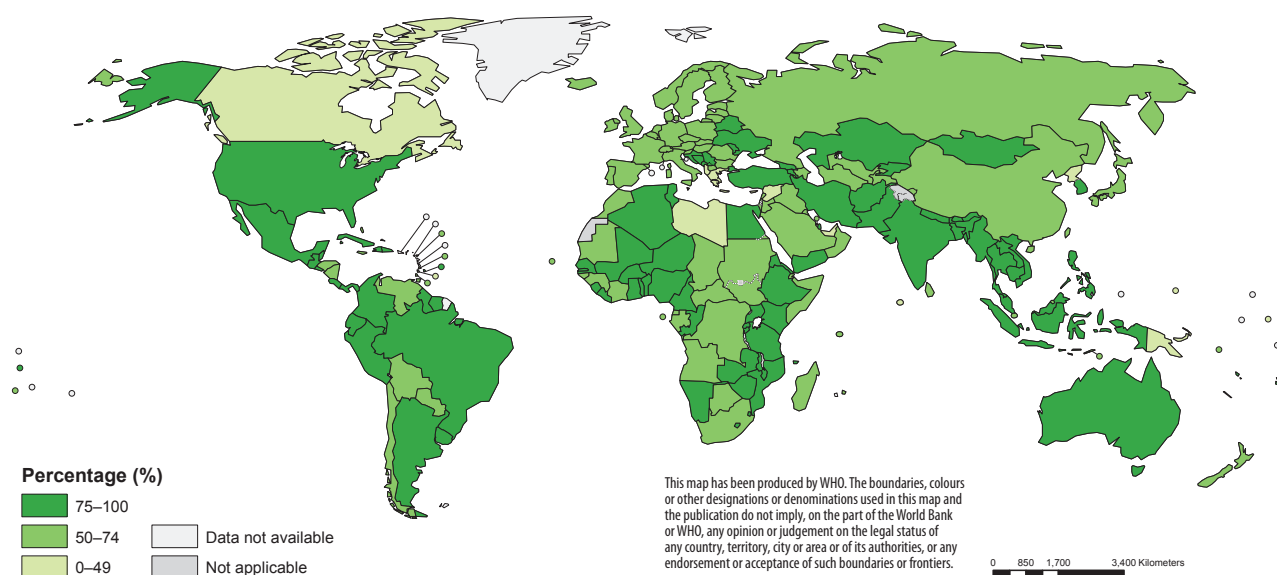 Percentage (%)
75–100
50–74
0–49
Data not available
Not applicable
This map has been produced by WHO. The boundaries, colours
or other designations or denominations used in this map and
the publication do not imply, on the part of the World Bank
or WHO, any opinion or judgement on the legal status of
any country, territory, city or area or of its authorities, or any
endorsement or acceptance of such boundaries or frontiers.
0 850 1,700 3,400 Kilometers